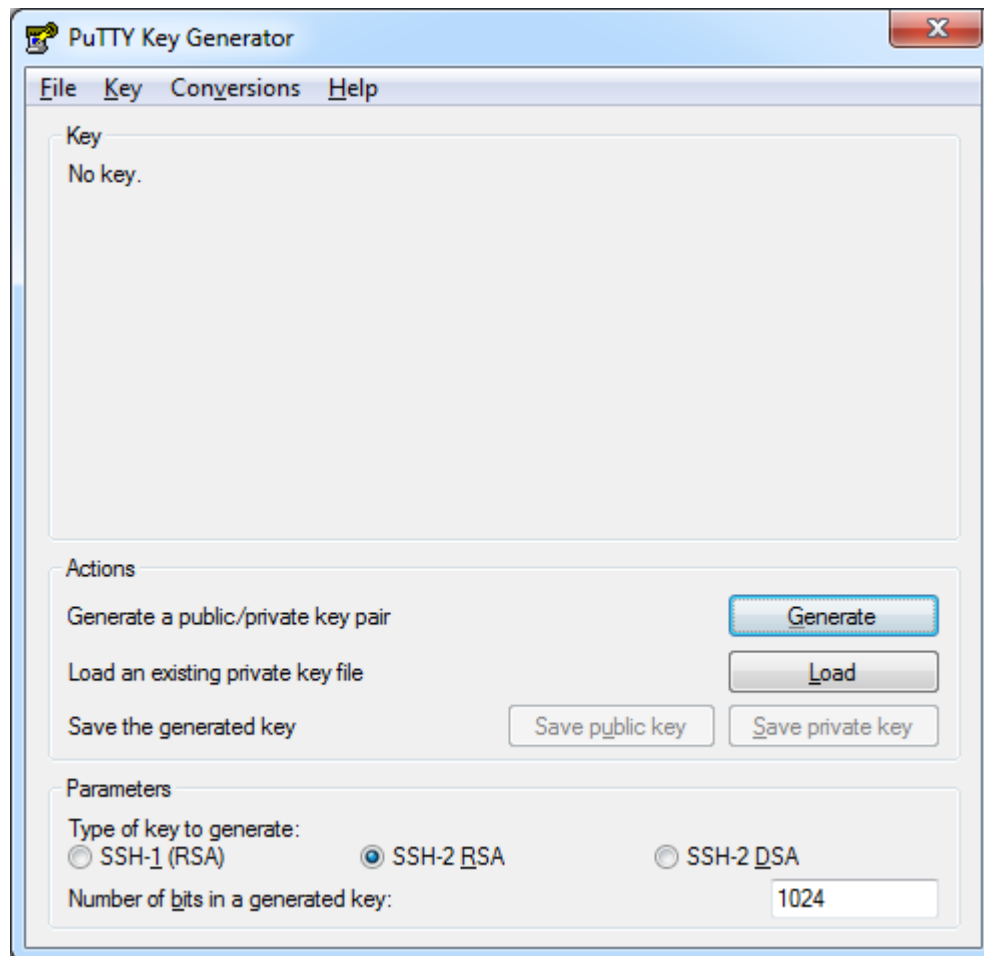 PuTTY Key Generator
File Key Conversions Help
Key
No key.
Actions
Generate a public/private key pair Generate
Load an existing private key file Load
Save the generated key Save public key Save private key
Parameters
Type of key to generate:
SSH-1 (RSA) SSH-2 RSA SSH-2 DSA
Number of bits in a generated key: 1024